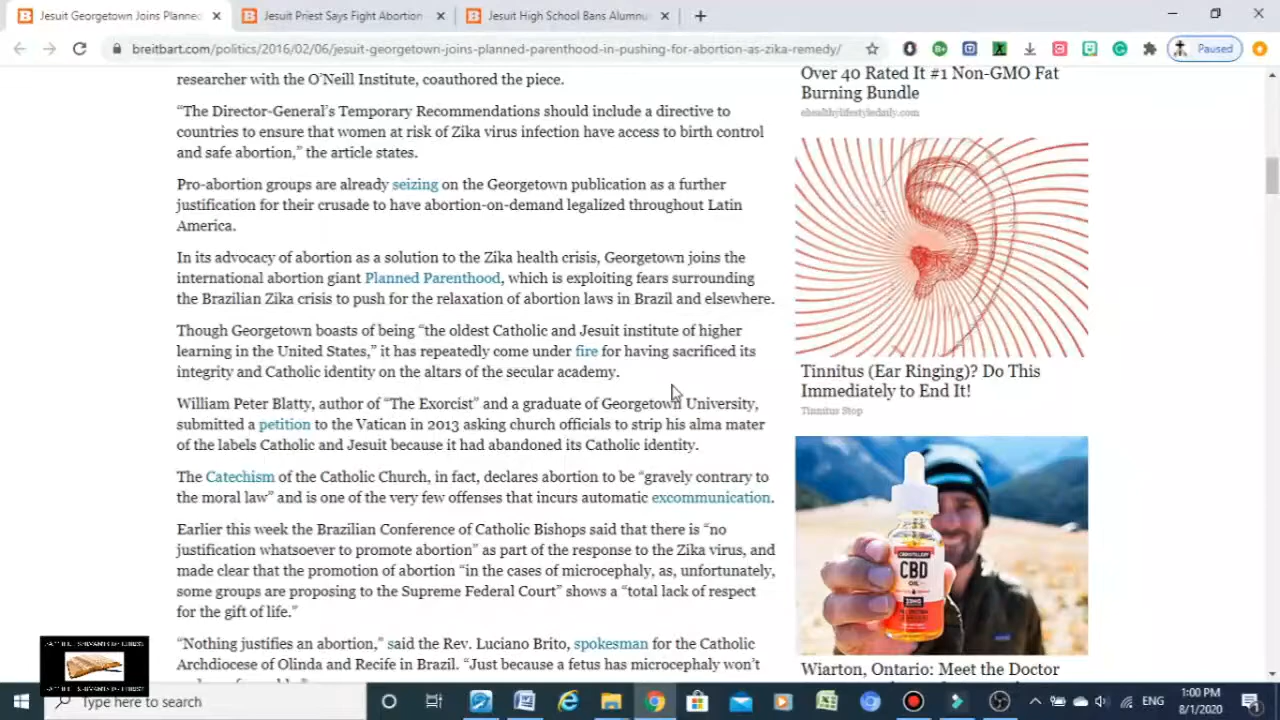 Jesuit Georgetown Joins Planned
Jesuit Priest Says Fight Abortion
Jesuit High School Bans Alumnu
breitbart.com/politics/2016/02/06/jesuit-georgetown-joins-planned-parenthood-in-pushing-for-abortion-as-zika-remedy/
Paused
researcher with the O’Neill Institute, coauthored the piece.
“The Director-General’s Temporary Recommendations should include a directive to
countries to ensure that women at risk of Zika virus infection have access to birth control
and safe abortion,” the article states.
Pro-abortion groups are already seizing on the Georgetown publication as a further
justification for their crusade to have abortion-on-demand legalized throughout Latin
America.
In its advocacy of abortion as a solution to the Zika health crisis, Georgetown joins the
international abortion giant Planned Parenthood, which is exploiting fears surrounding
the Brazilian Zika crisis to push for the relaxation of abortion laws in Brazil and elsewhere.
Though Georgetown boasts of being “the oldest Catholic and Jesuit institute of higher
learning in the United States,” it has repeatedly come under fire for having sacrificed its
integrity and Catholic identity on the altars of the secular academy.
William Peter Blatty, author of “The Exorcist” and a graduate of Georgetown University,
submitted a petition to the Vatican in 2013 asking church officials to strip his alma mater
of the labels Catholic and Jesuit because it had abandoned its Catholic identity.
The Catechism of the Catholic Church, in fact, declares abortion to be “gravely contrary to
the moral law” and is one of the very few offenses that incurs automatic excommunication.
Earlier this week the Brazilian Conference of Catholic Bishops said that there is “no
justification whatsoever to promote abortion” as part of the response to the Zika virus, and
made clear that the promotion of abortion “in the cases of microcephaly, as, unfortunately,
some groups are proposing to the Supreme Federal Court” shows a “total lack of respect
for the gift of life.”
“Nothing justifies an abortion,” said the Rev. Luciano Brito, spokesman for the Catholic
Archdiocese of Olinda and Recife in Brazil. “Just because a fetus has microcephaly won’t
Over 40 Rated It #1 Non-GMO Fat
Burning Bundle
ehealthylifestyledaily.com
Tinnitus (Ear Ringing)? Do This
Immediately to End It!
Tinnitus Stop
CBD
OIL
Wiarton, Ontario: Meet the Doctor
Type here to search
ENG
1:00 PM
8/1/2020